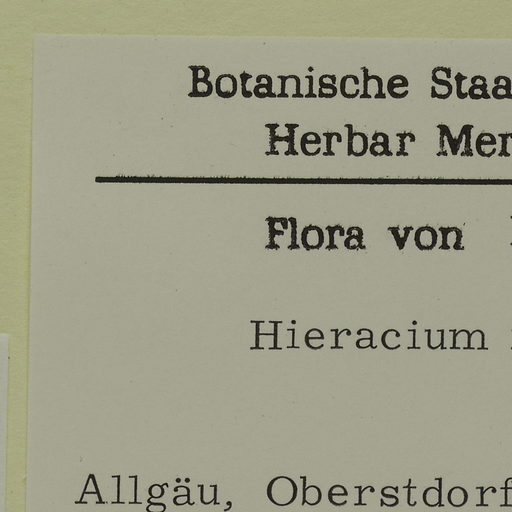 Botanische Staa
Herbar Mer
Flora von
Hieracium
Allgäu, Oberstdorf